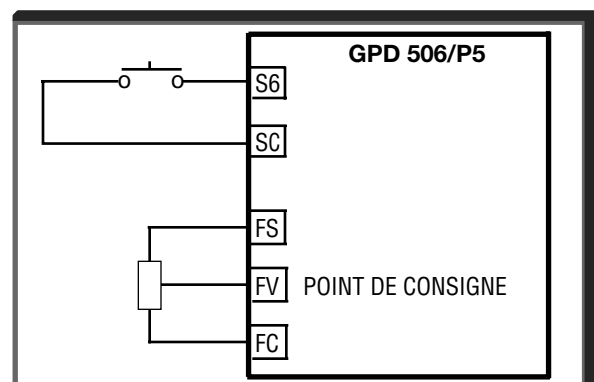 GPD 506/P5
S6
SC
FS
FV POINT DE CONSIGNE
FC